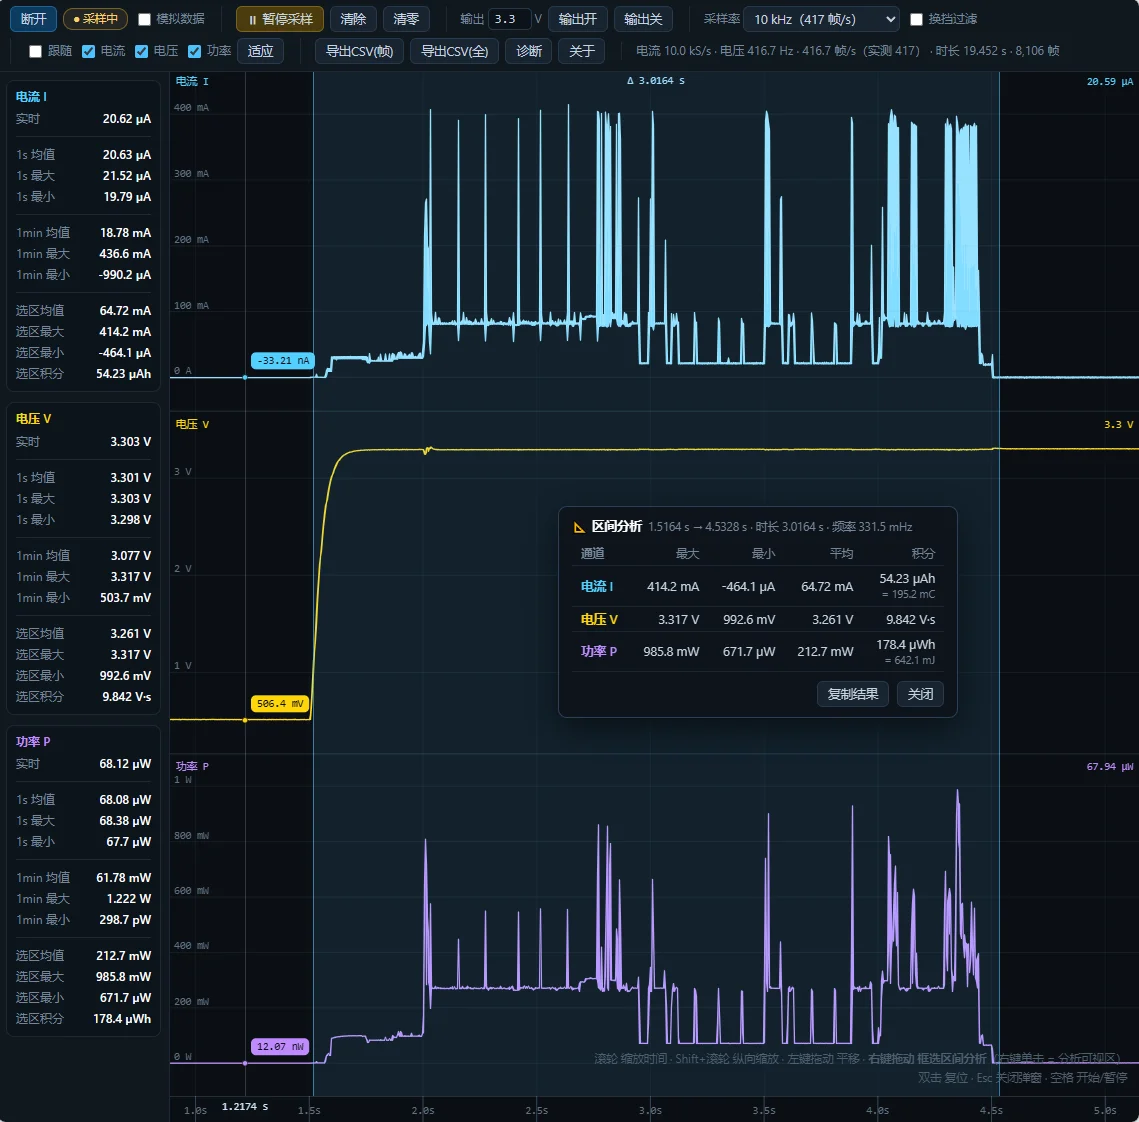 断开 采样中 模拟数据 暂停采样 清除 清零 输出 3.3 V 输出开 输出关 采样率 10 kHz（417 帧/s） 换挡过滤
跟随 电流 电压 功率 适应 导出CSV(帧) 导出CSV(全) 诊断 关于 电流 10.0 kS/s · 电压 416.7 Hz · 416.7 帧/s（实测 417） · 时长 19.452 s · 8,106 帧
电流 I
实时 20.62 µA
1s 均值 20.63 µA
1s 最大 21.52 µA
1s 最小 19.79 µA
1min 均值 18.78 mA
1min 最大 436.6 mA
1min 最小 -990.2 µA
选区均值 64.72 mA
选区最大 414.2 mA
选区最小 -464.1 µA
选区积分 54.23 µAh
电压 V
实时 3.303 V
1s 均值 3.301 V
1s 最大 3.303 V
1s 最小 3.298 V
1min 均值 3.077 V
1min 最大 3.317 V
1min 最小 503.7 mV
选区均值 3.261 V
选区最大 3.317 V
选区最小 992.6 mV
选区积分 9.842 V·s
功率 P
实时 68.12 µW
1s 均值 68.08 µW
1s 最大 68.38 µW
1s 最小 67.7 µW
1min 均值 61.78 mW
1min 最大 1.222 W
1min 最小 298.7 pW
选区均值 212.7 mW
选区最大 985.8 mW
选区最小 671.7 µW
选区积分 178.4 µWh
电流 I Δ 3.0164 s 20.59 µA
400 mA
300 mA
200 mA
100 mA
-33.21 nA
0 A
电压 V 3.3 V
3 V
2 V
1 V
506.4 mV
区间分析 1.5164 s → 4.5328 s · 时长 3.0164 s · 频率 331.5 mHz
通道 最大 最小 平均 积分
电流 I 414.2 mA -464.1 µA 64.72 mA 54.23 µAh
= 195.2 mC
电压 V 3.317 V 992.6 mV 3.261 V 9.842 V·s
功率 P 985.8 mW 671.7 µW 212.7 mW 178.4 µWh
= 642.1 mJ
复制结果 关闭
功率 P 67.94 µW
1 W
800 mW
600 mW
400 mW
200 mW
12.07 nW
0 W
滚轮 缩放时间 · Shift+滚轮 纵向缩放 · 左键拖动 平移 · 右键拖动 框选区间分析（右键单击 = 分析可视区）
双击 复位 · Esc 关闭弹窗 · 空格 开始/暂停
1.0s 1.2174 s 1.5s 2.0s 2.5s 3.0s 3.5s 4.0s 4.5s 5.0s